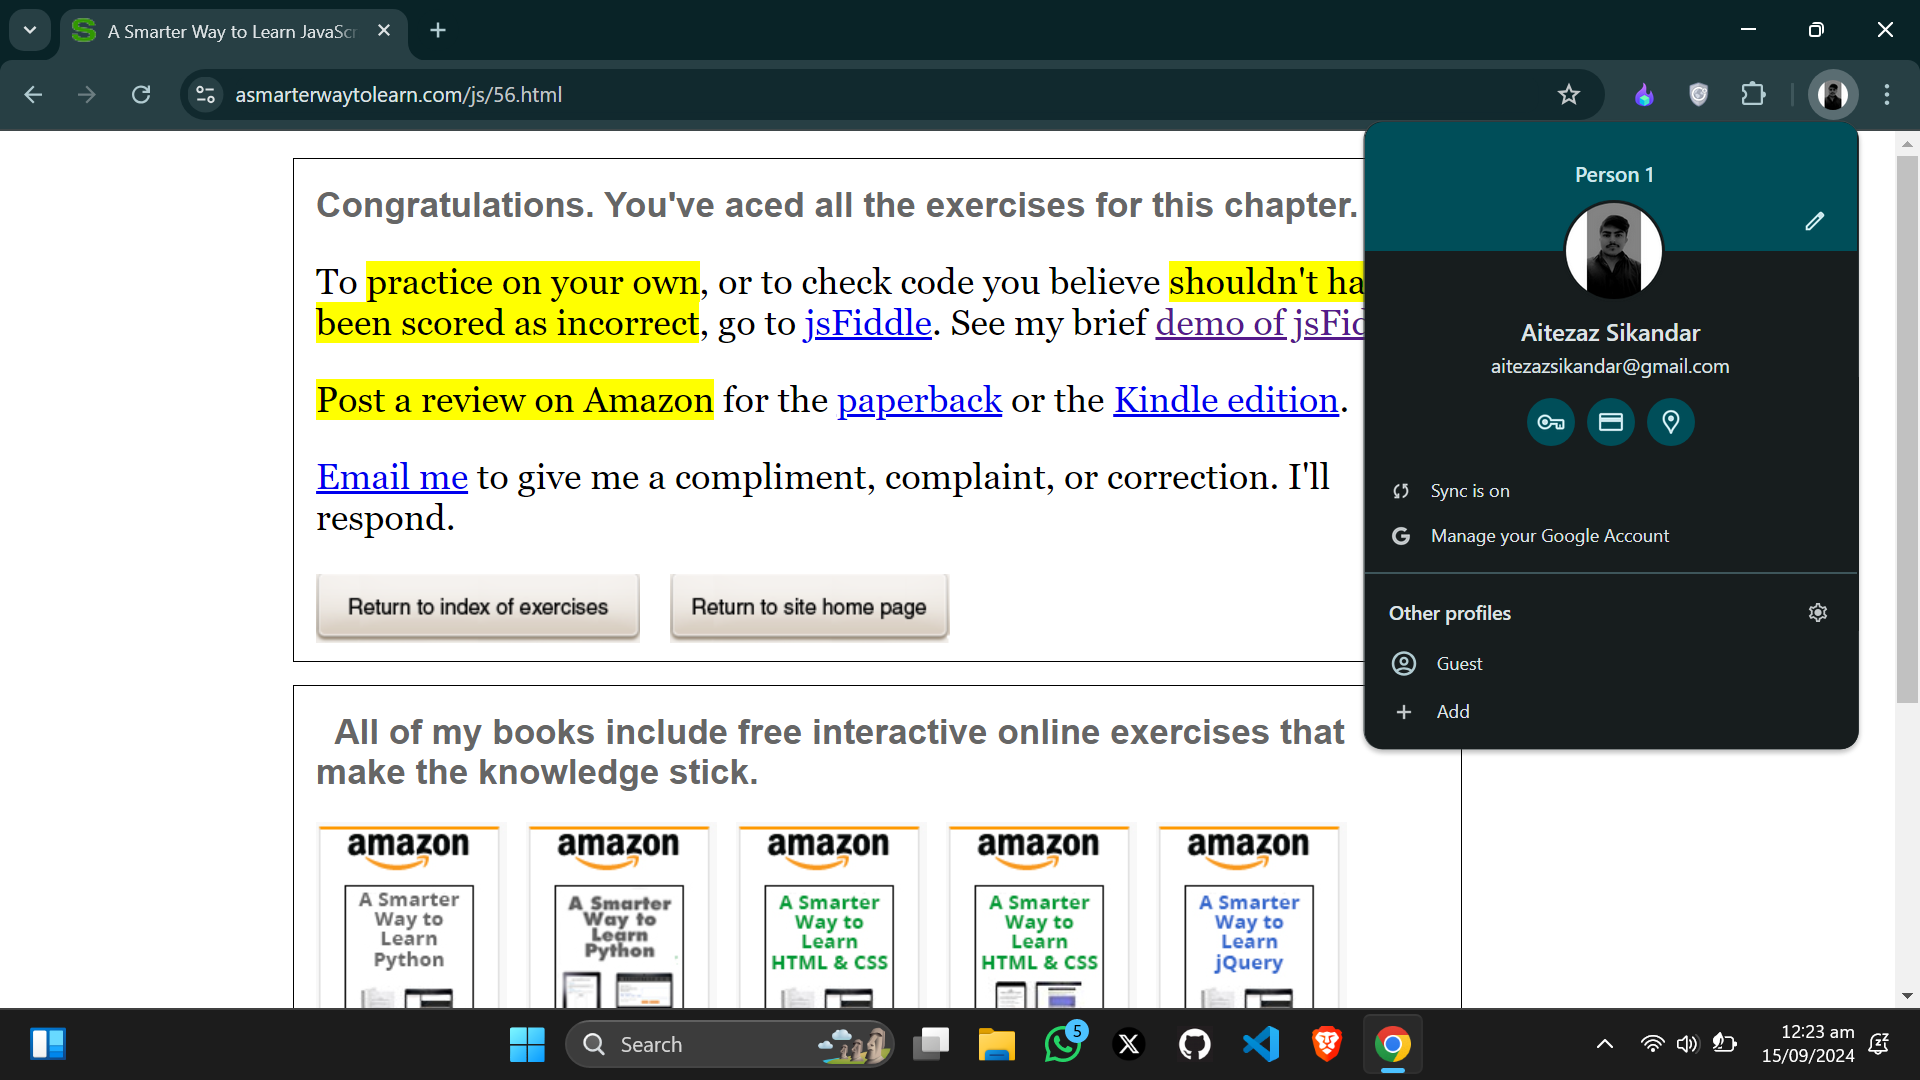 A Smarter Way to Learn JavaScr
asmarterwaytolearn.com/js/56.html
Congratulations. You've aced all the exercises for this chapter.
To practice on your own, or to check code you believe shouldn't ha
been scored as incorrect, go to jsFiddle. See my brief demo of jsFid
Post a review on Amazon for the paperback or the Kindle edition.
Email me to give me a compliment, complaint, or correction. I'll
respond.
Return to index of exercises
Return to site home page
Person 1
Aitezaz Sikandar
aitezazsikandar@gmail.com
Sync is on
Manage your Google Account
Other profiles
Guest
Add
All of my books include free interactive online exercises that
make the knowledge stick.
amazon
A Smarter
Way to
Learn
Python
amazon
A Smarter
Way to
Learn
Python
amazon
A Smarter
Way to
Learn
HTML & CSS
amazon
A Smarter
Way to
Learn
HTML & CSS
amazon
A Smarter
Way to
Learn
jQuery
Search
5
12:23 am
15/09/2024